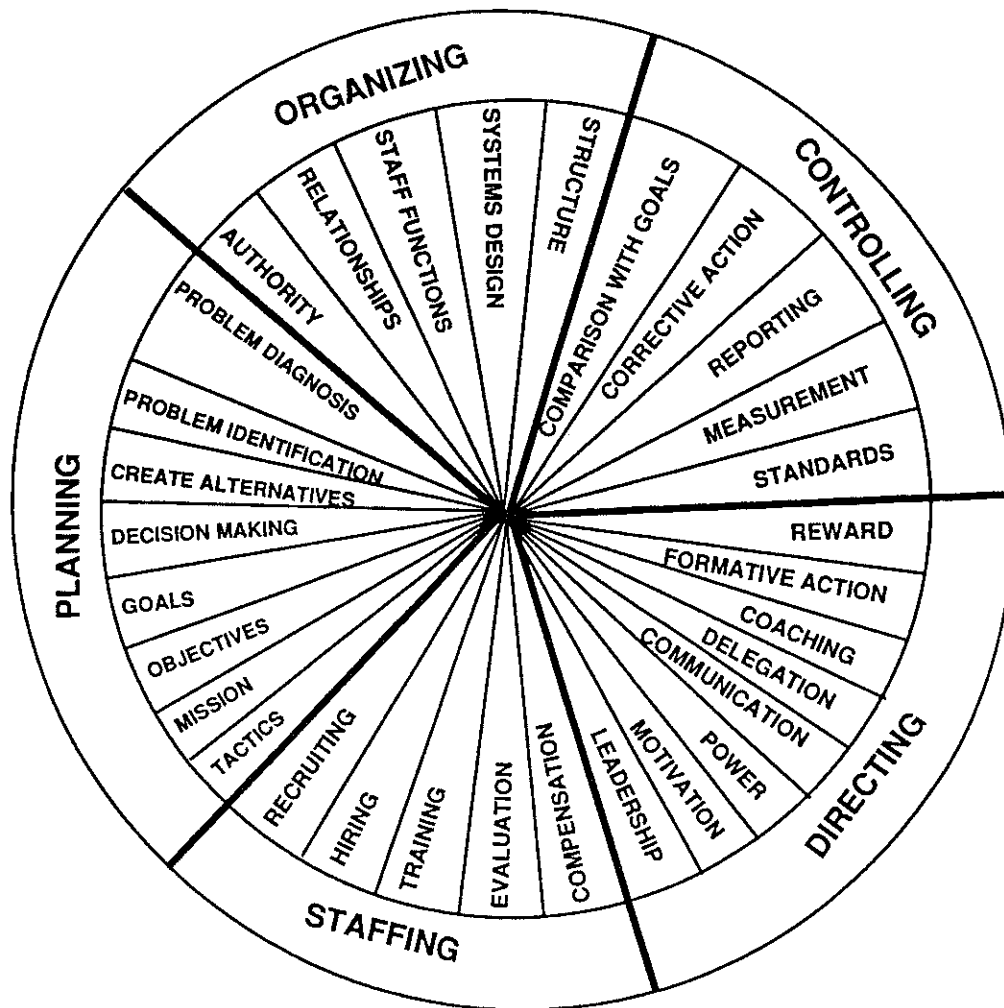 ORGANIZING
AUTHORITY
RELATIONSHIPS
STAFF FUNCTIONS
SYSTEMS DESIGN
STRUCTURE
CONTROLLING
COMPARISON WITH GOALS
CORRECTIVE ACTION
REPORTING
MEASUREMENT
STANDARDS
DIRECTING
REWARD
FORMATIVE ACTION
COACHING
DELEGATION
COMMUNICATION
POWER
MOTIVATION
LEADERSHIP
STAFFING
COMPENSATION
EVALUATION
TRAINING
HIRING
RECRUITING
PLANNING
TACTICS
MISSION
OBJECTIVES
GOALS
DECISION MAKING
CREATE ALTERNATIVES
PROBLEM IDENTIFICATION
PROBLEM DIAGNOSIS